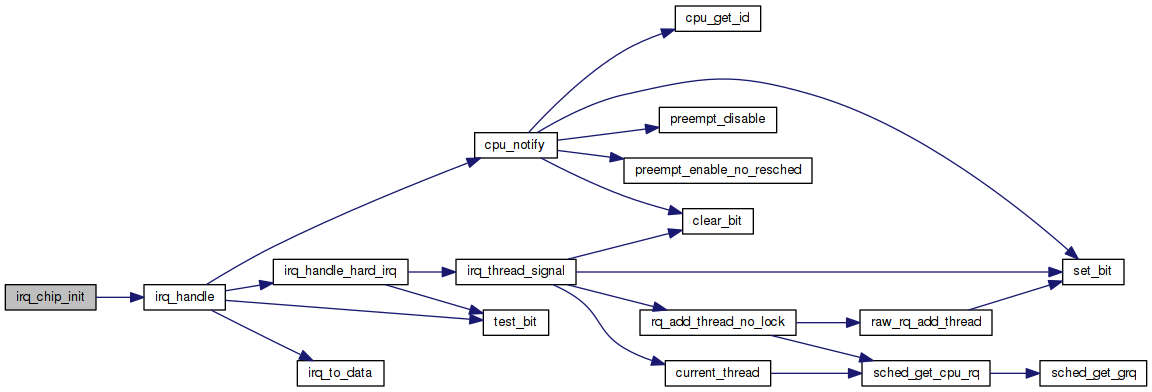 cpu_get_id
preempt_disable
cpu_notify
preempt_enable_no_resched
clear_bit
irq_handle_hard_irq
irq_thread_signal
set_bit
irq_chip_init
irq_handle
test_bit
rq_add_thread_no_lock
raw_rq_add_thread
irq_to_data
current_thread
sched_get_cpu_rq
sched_get_grq